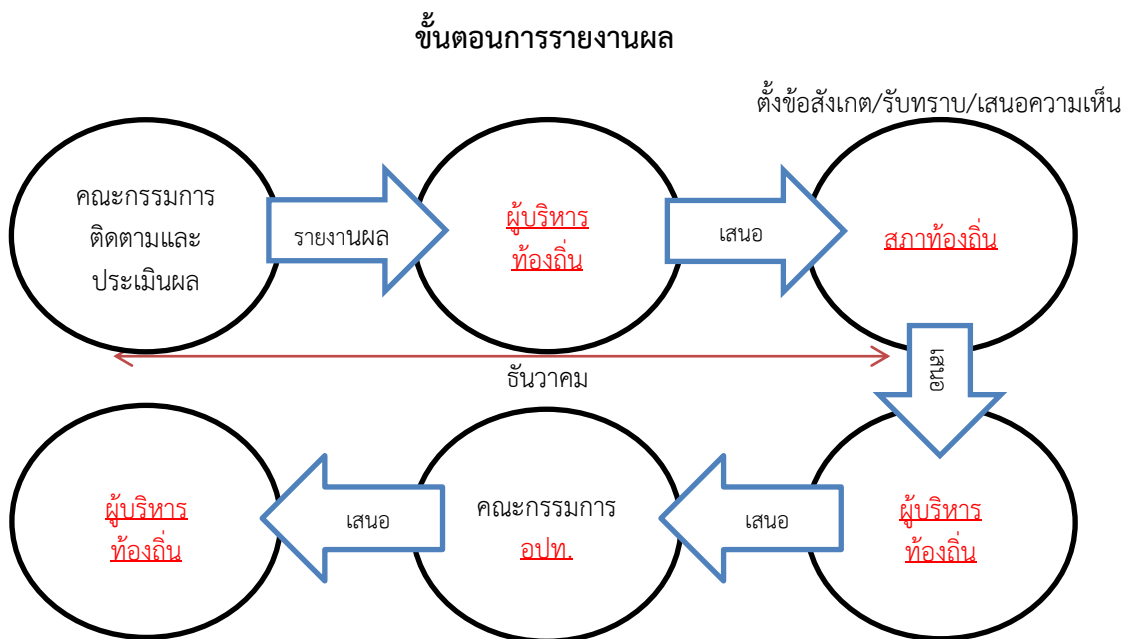 ขั้นตอนการรายงานผล
ตั้งข้อสังเกต/รับทราบ/เสนอความเห็น
คณะกรรมการ
ติดตามและ
ประเมินผล
รายงานผล
ผู้บริหาร
ท้องถิ่น
เสนอ
สภาท้องถิ่น
ธันวาคม
เสนอ
ผู้บริหาร
ท้องถิ่น
เสนอ
คณะกรรมการ
อปท.
เสนอ
ผู้บริหาร
ท้องถิ่น